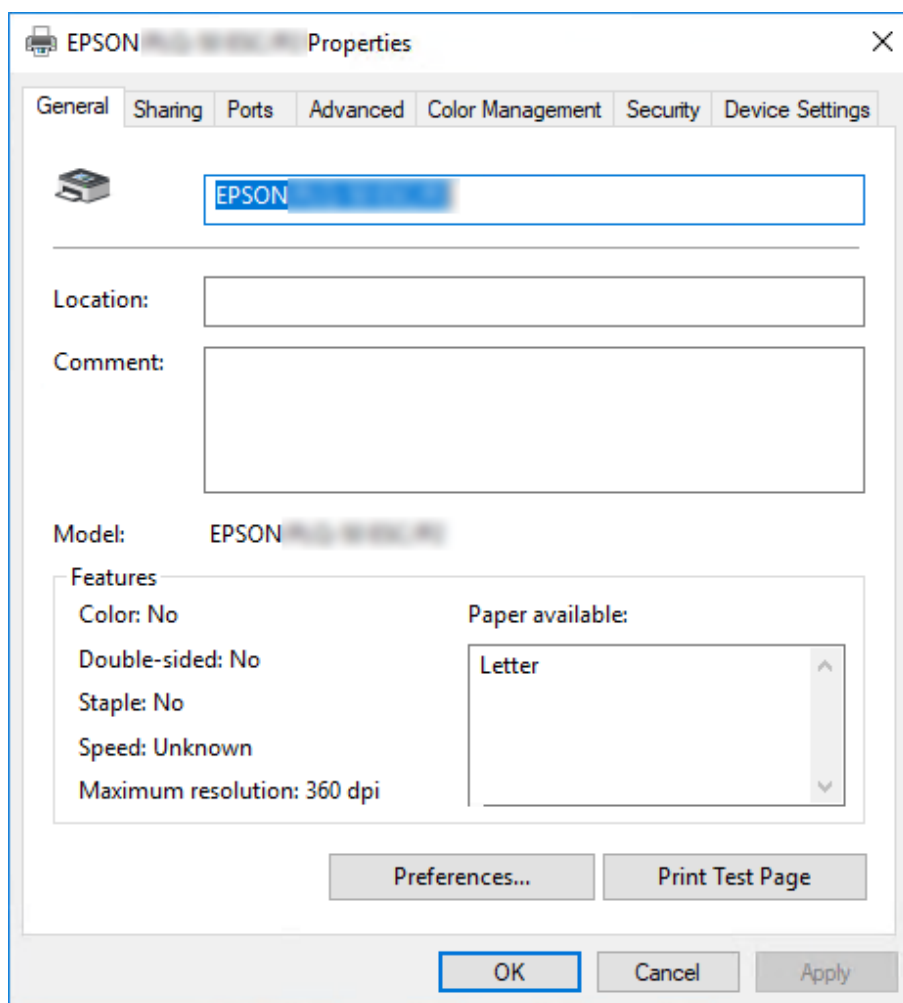 EPSON Properties
General Sharing Ports Advanced Color Management Security Device Settings
EPSON
Location:
Comment:
Model: EPSON
Features
Color: No
Paper available:
Double-sided: No
Letter
Staple: No
Speed: Unknown
Maximum resolution: 360 dpi
Preferences... Print Test Page
OK Cancel Apply